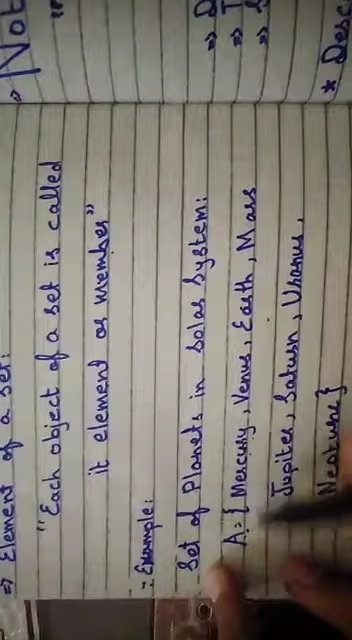 => Element of a set:
"Each object of a set is called
it element or member"
- Example:
Set of Planets in Solar System:
A = { Mercury, Venus, Earth, Mars
Jupiter, Saturn, Uranus,
Neptune }
=> Not
* Desc